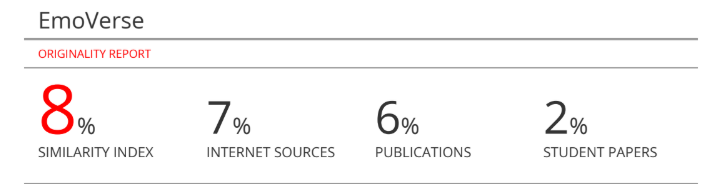 EmoVerse
ORIGINALITY REPORT
8% 7% 6% 2%
SIMILARITY INDEX INTERNET SOURCES PUBLICATIONS STUDENT PAPERS